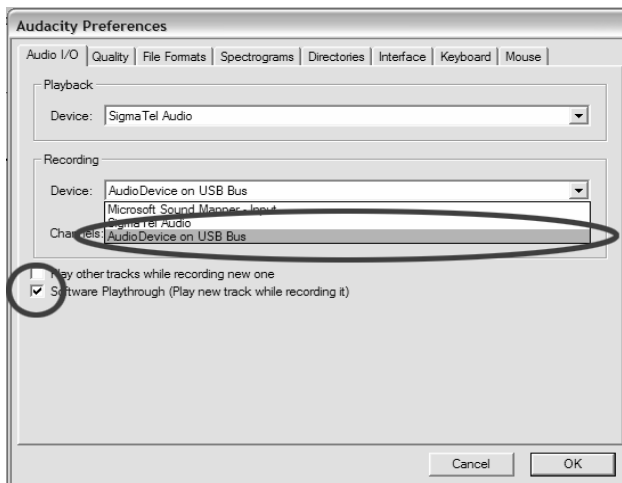 Audacity Preferences
Audio I/O Quality File Formats Spectrograms Directories Interface Keyboard Mouse
Playback
Device: SigmaTel Audio
Recording
Device: AudioDevice on USB Bus
Microsoft Sound Mapper - Input
SigmaTel Audio
Channels: AudioDevice on USB Bus
Play other tracks while recording new one
Software Playthrough (Play new track while recording it)
Cancel OK